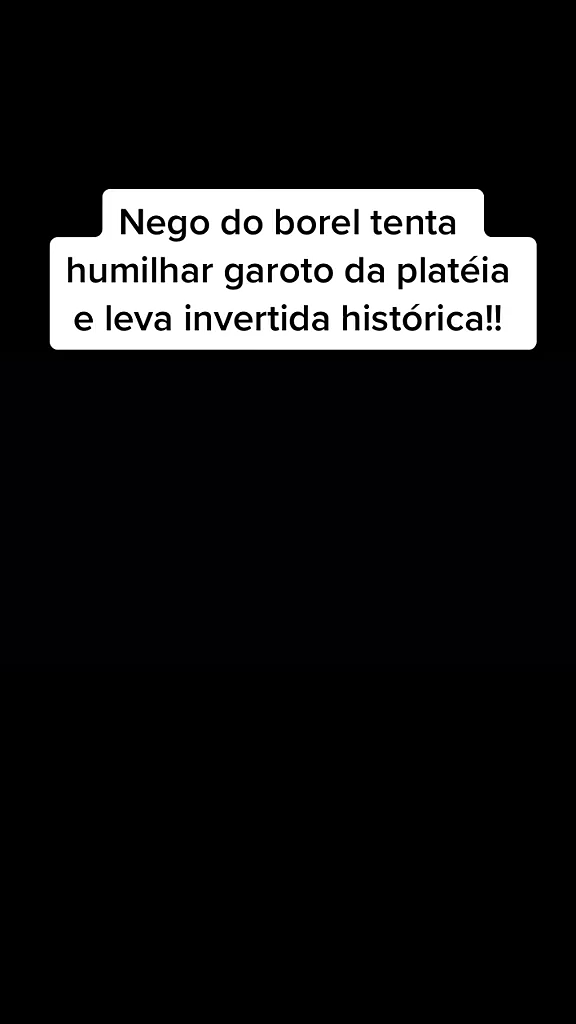 Nego do borel tenta
humilhar garoto da platéia
e leva invertida histórica!!